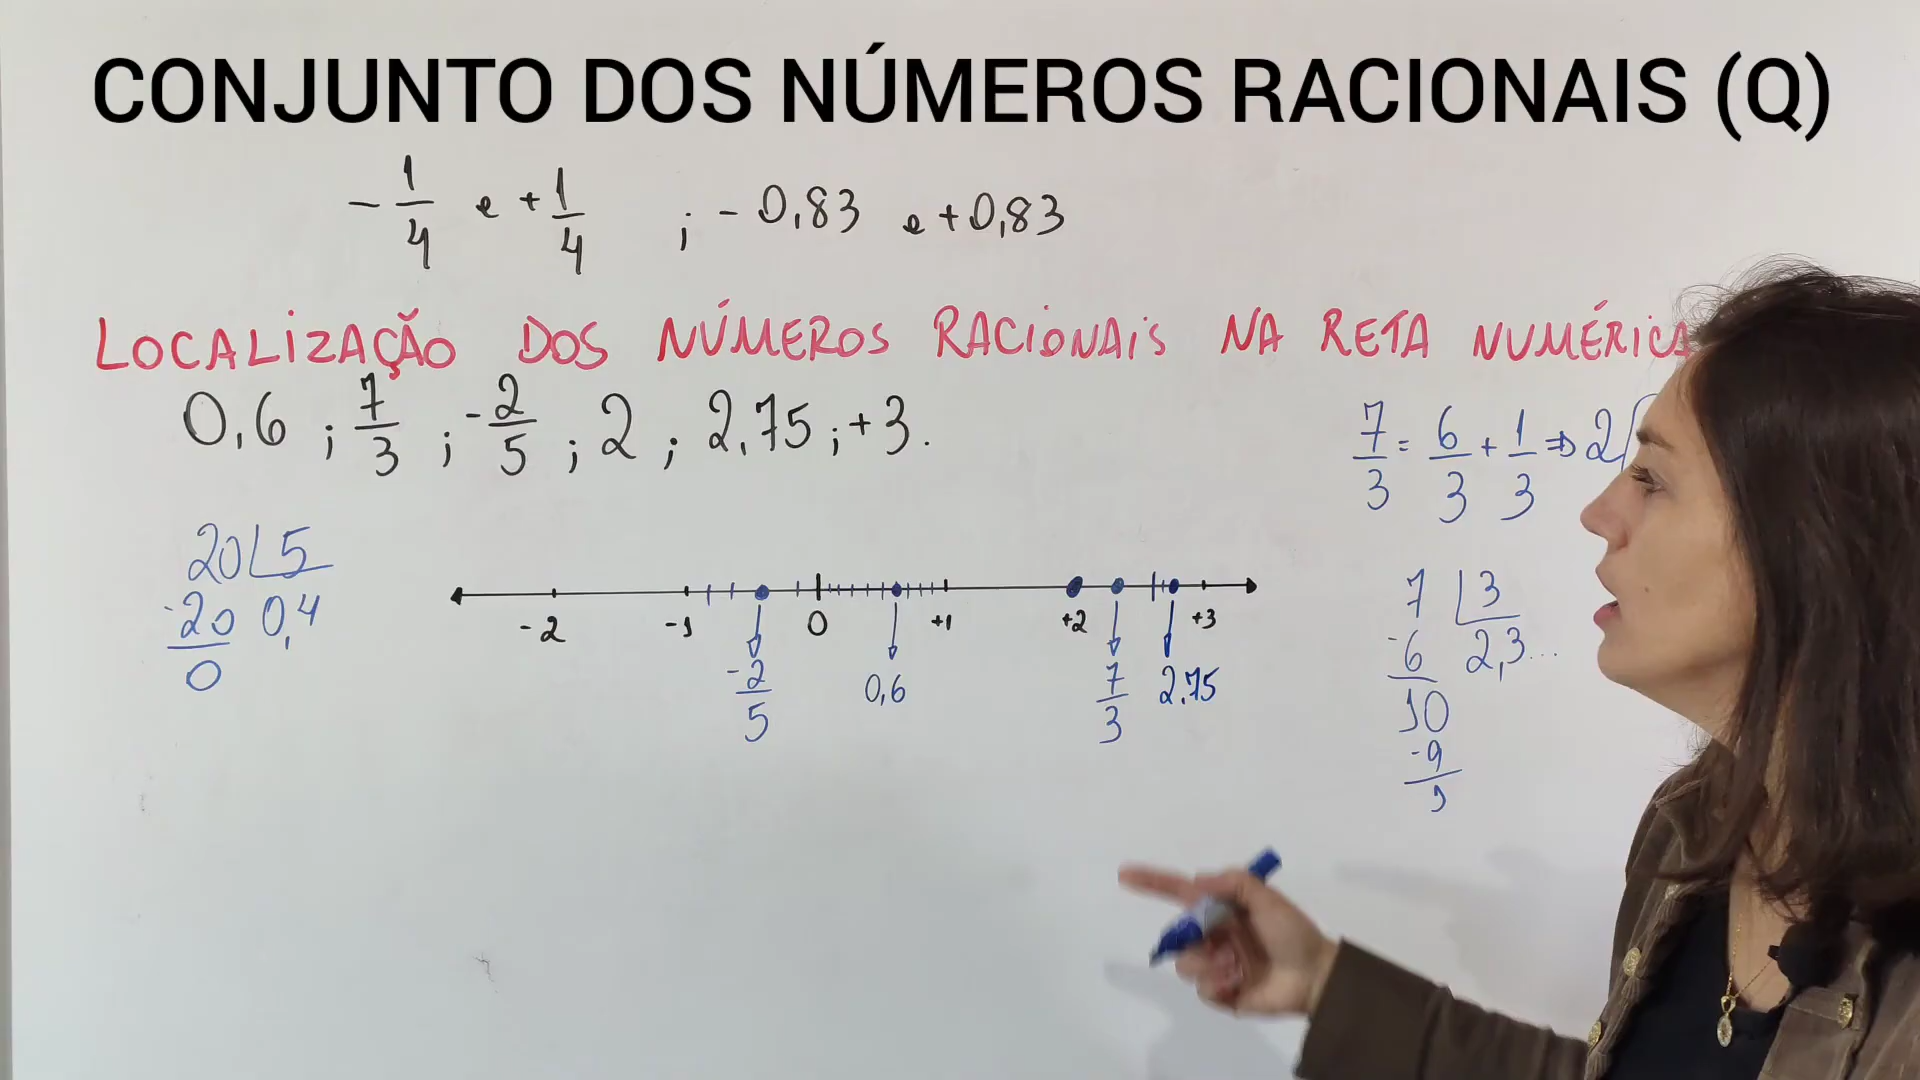 CONJUNTO DOS NÚMEROS RACIONAIS (Q)
-1/4 e +1/4 ; -0,83 e +0,83
LOCALIZAÇÃO DOS NÚMEROS RACIONAIS NA RETA NUMÉRICA
0,6 ; 7/3 ; -2/5 ; 2 ; 2,75 ; +3.
7/3 = 6/3 + 1/3 ⇒ 2
20 5
-20 0,4
0
-2 -1 0 +1 +2 +3
-2/5 0,6 7/3 2,75
7 3
-6 2,3...
10
-9
1